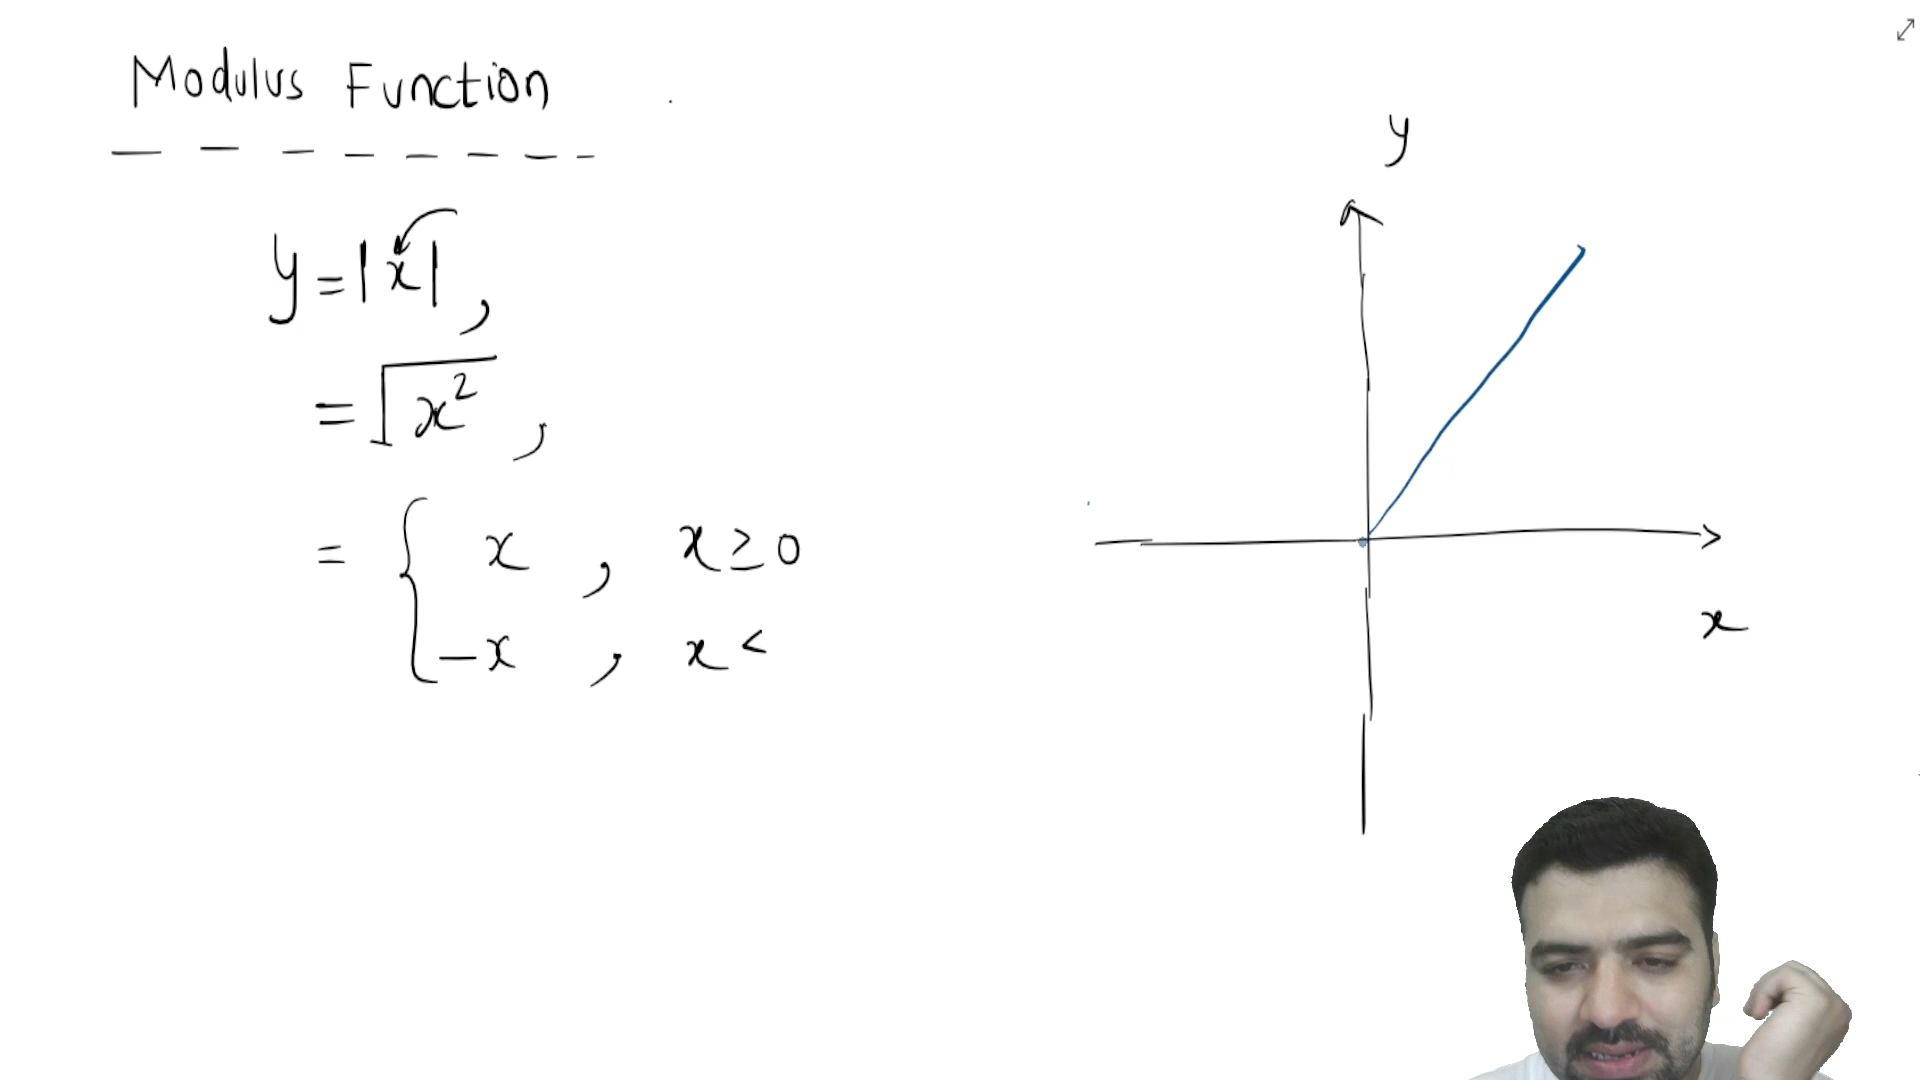 Modulus Function
y = |x| ,
= √x² ,
= { x , x ≥ 0
-x , x <
y
x